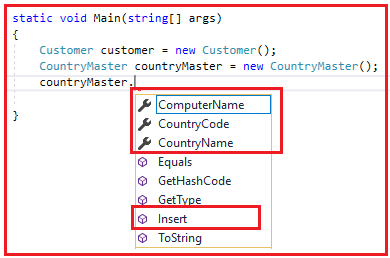 static void Main(string[] args)
{
Customer customer = new Customer();
CountryMaster countryMaster = new CountryMaster();
countryMaster.
ComputerName
CountryCode
CountryName
Equals
GetHashCode
GetType
Insert
ToString
}